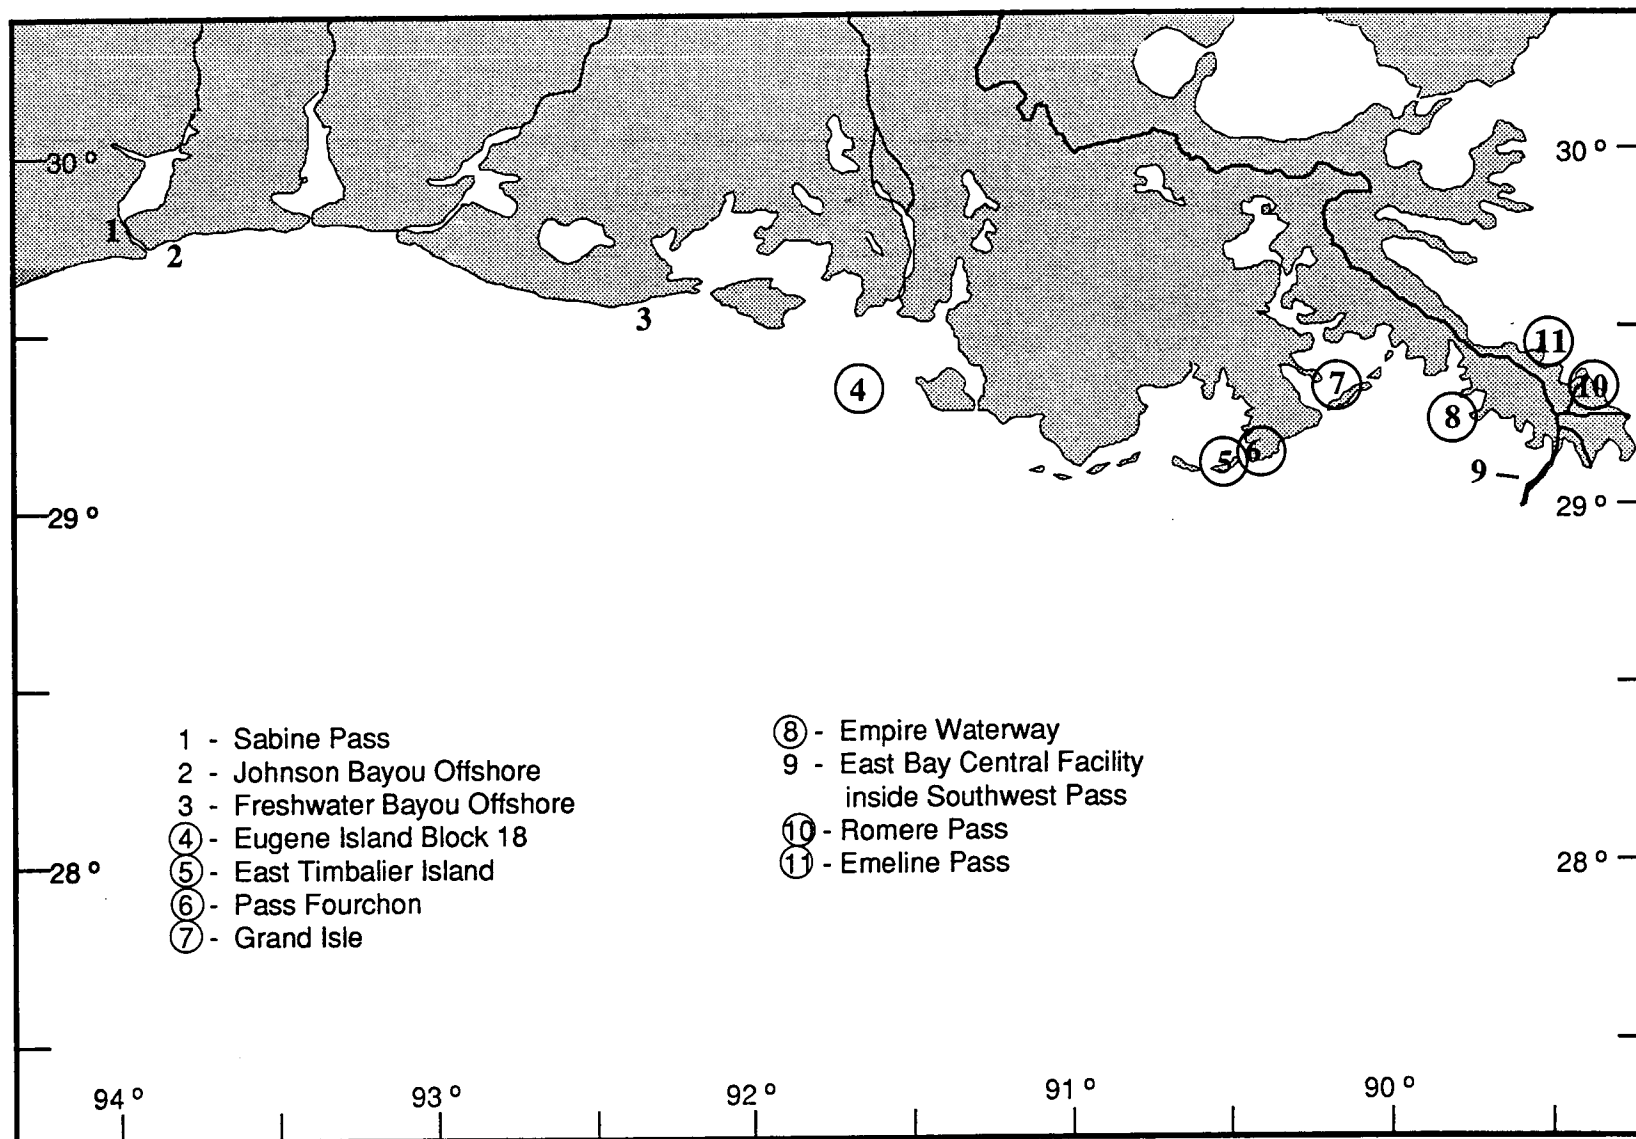 30 °
30 °
1
2
3
11
4
7
10
8
5
6
9
29 °
29 °
1 - Sabine Pass
2 - Johnson Bayou Offshore
3 - Freshwater Bayou Offshore
4 - Eugene Island Block 18
5 - East Timbalier Island
6 - Pass Fourchon
7 - Grand Isle
8 - Empire Waterway
9 - East Bay Central Facility
inside Southwest Pass
10 - Romere Pass
11 - Emeline Pass
28 °
28 °
94 °
93 °
92 °
91 °
90 °